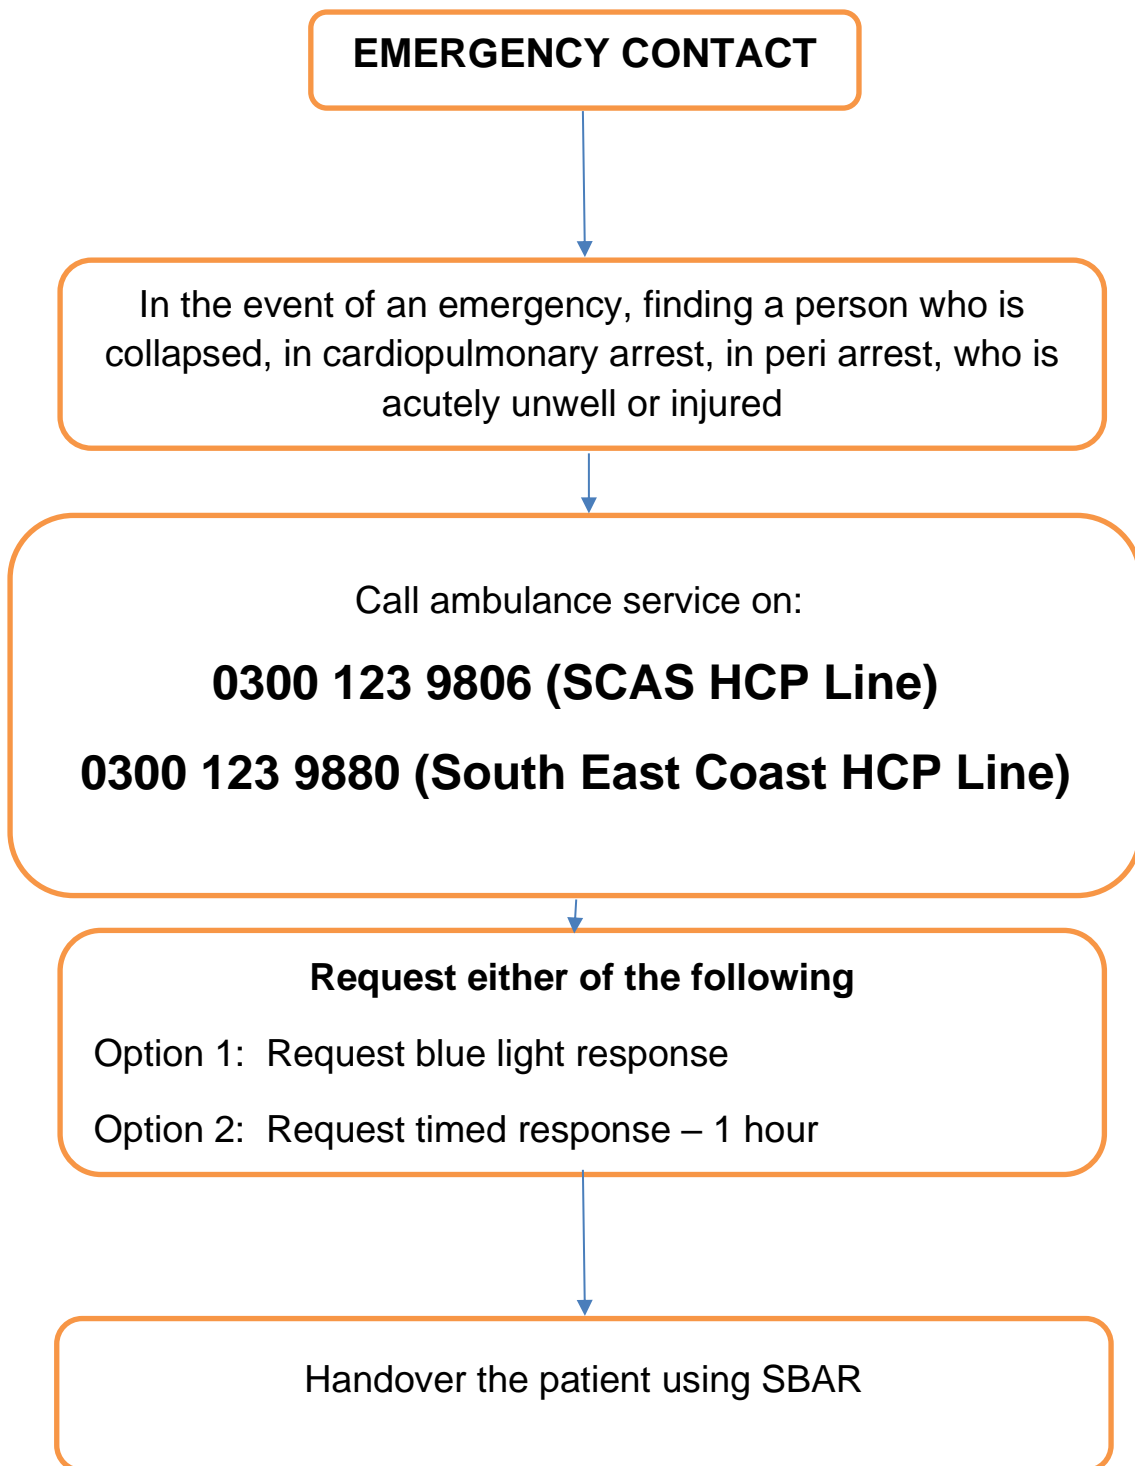 EMERGENCY CONTACT
In the event of an emergency, finding a person who is
collapsed, in cardiopulmonary arrest, in peri arrest, who is
acutely unwell or injured
Call ambulance service on:
0300 123 9806 (SCAS HCP Line)
0300 123 9880 (South East Coast HCP Line)
Request either of the following
Option 1:  Request blue light response
Option 2:  Request timed response – 1 hour
Handover the patient using SBAR